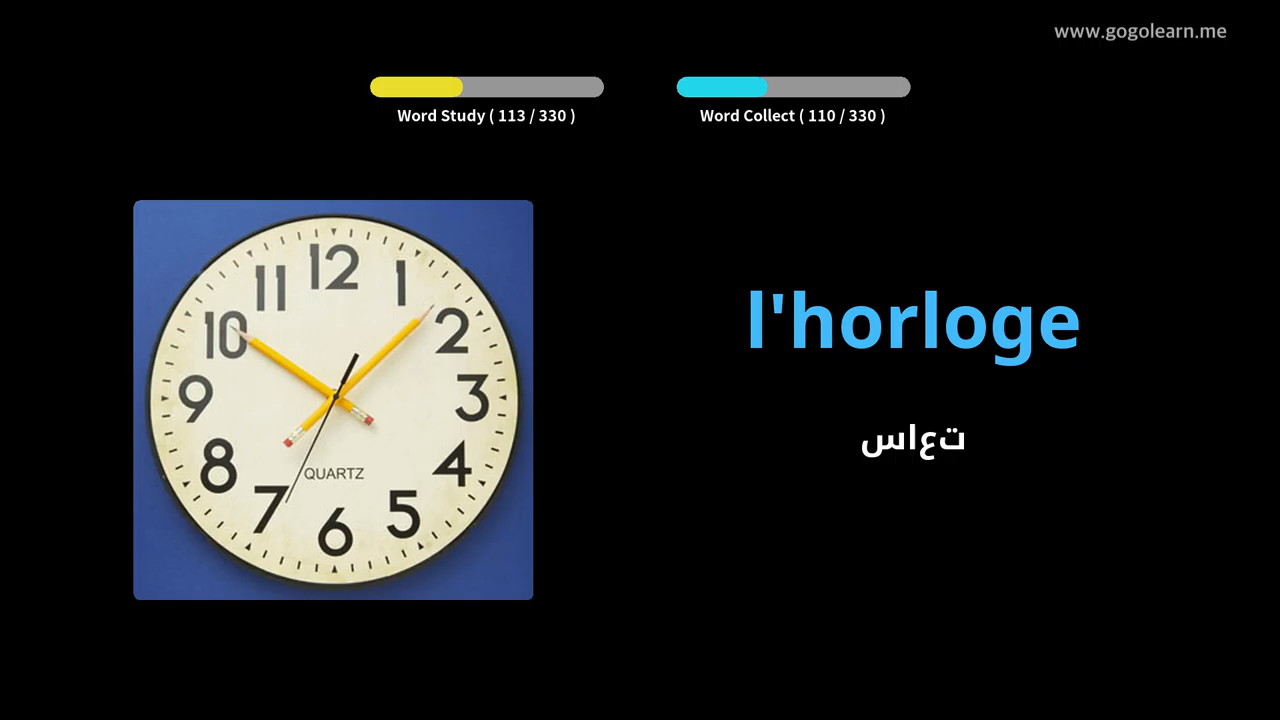 www.gogolearn.me
Word Study ( 113 / 330 )
Word Collect ( 110 / 330 )
12
1
2
3
4
5
6
7
8
9
10
11
QUARTZ
l'horloge
تعاس